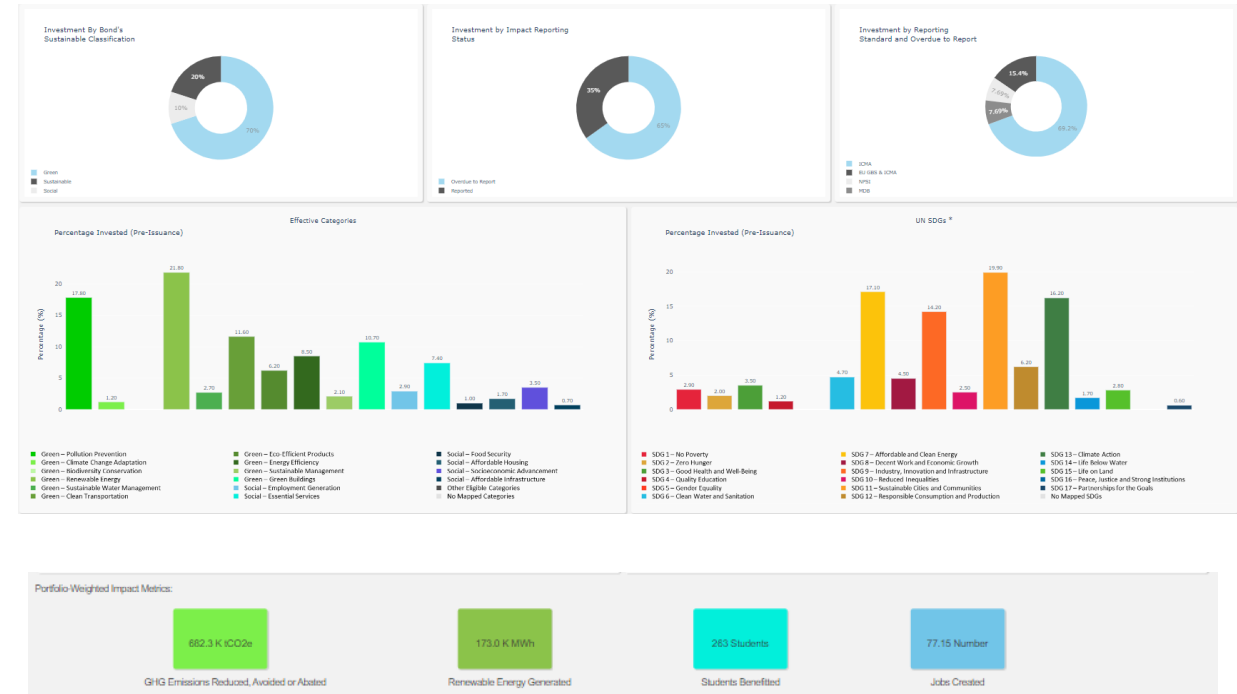 Investment By Bond's
Sustainable Classification
20%
10%
70%
Green
Sustainable
Social
Investment by Impact Reporting
Status
35%
65%
Overdue to Report
Reported
Investment by Reporting
Standard and Overdue to Report
15.4%
7.69%
7.69%
69.2%
ICMA
EU GBS & ICMA
NPSI
MDB
Effective Categories
Percentage Invested (Pre-Issuance)
Percentage (%)
20
15
10
5
0
17.80
1.20
21.80
2.70
11.60
6.20
8.50
2.10
10.70
2.90
7.40
1.00
1.70
3.50
0.70
Green – Pollution Prevention
Green – Climate Change Adaptation
Green – Biodiversity Conservation
Green – Renewable Energy
Green – Sustainable Water Management
Green – Clean Transportation
Green – Eco-Efficient Products
Green – Energy Efficiency
Green – Sustainable Management
Green – Green Buildings
Social – Employment Generation
Social – Essential Services
Social – Food Security
Social – Affordable Housing
Social – Socioeconomic Advancement
Social – Affordable Infrastructure
Other Eligible Categories
No Mapped Categories
UN SDGs *
Percentage Invested (Pre-Issuance)
Percentage (%)
20
15
10
5
0
2.90
2.00
3.50
1.20
4.70
17.10
4.50
14.20
2.50
19.90
6.20
16.20
1.70
2.80
0.60
SDG 1 – No Poverty
SDG 2 – Zero Hunger
SDG 3 – Good Health and Well-Being
SDG 4 – Quality Education
SDG 5 – Gender Equality
SDG 6 – Clean Water and Sanitation
SDG 7 – Affordable and Clean Energy
SDG 8 – Decent Work and Economic Growth
SDG 9 – Industry, Innovation and Infrastructure
SDG 10 – Reduced Inequalities
SDG 11 – Sustainable Cities and Communities
SDG 12 – Responsible Consumption and Production
SDG 13 – Climate Action
SDG 14 – Life Below Water
SDG 15 – Life on Land
SDG 16 – Peace, Justice and Strong Institutions
SDG 17 – Partnerships for the Goals
No Mapped SDGs
Portfolio-Weighted Impact Metrics:
682.3 K tCO2e
GHG Emissions Reduced, Avoided or Abated
173.0 K MWh
Renewable Energy Generated
263 Students
Students Benefitted
77.15 Number
Jobs Created